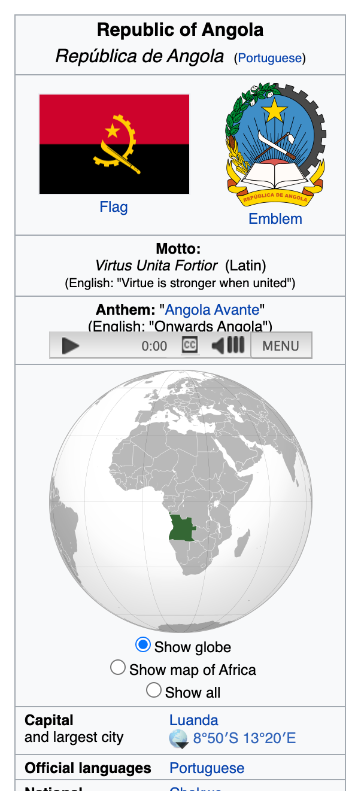 Republic of Angola
República de Angola (Portuguese)
REPÚBLICA DE ANGOLA
Flag
Emblem
Motto:
Virtus Unita Fortior (Latin)
(English: "Virtue is stronger when united")
Anthem: "Angola Avante"
(English: "Onwards Angola")
0:00 CC MENU
Show globe
Show map of Africa
Show all
Capital
and largest city
Luanda
8°50′S 13°20′E
Official languages Portuguese
National Chokwe